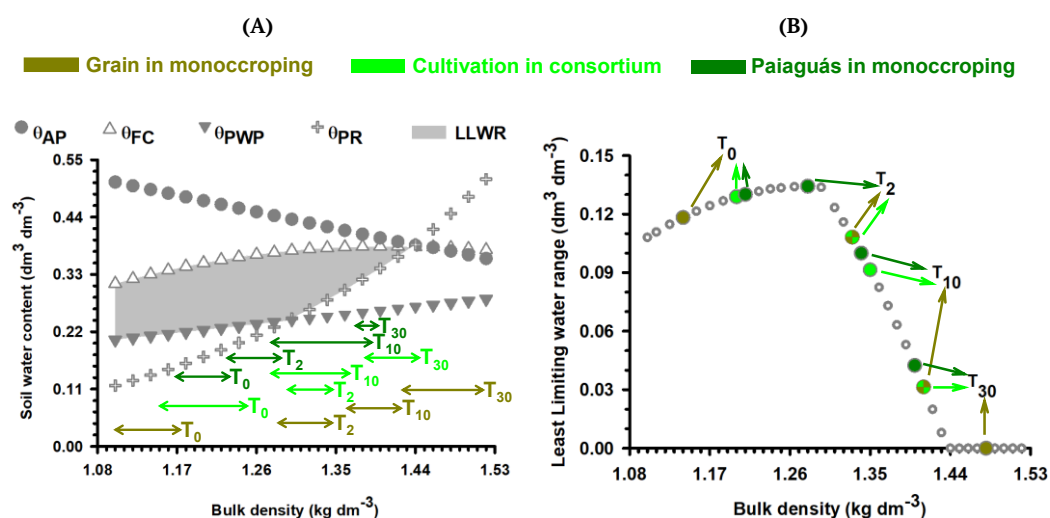 (A)
(B)
Grain in monoccroping
Cultivation in consortium
Paiaguás in monoccroping
θAP
θFC
θPWP
θPR
LLWR
Soil water content (dm³ dm⁻³)
0.55
0.44
0.33
0.22
0.11
0.00
T30
T10
T2
T30
T0
T10
T2
T30
T0
T10
T0
T2
1.08
1.17
1.26
1.35
1.44
1.53
Bulk density (kg dm⁻³)
Least Limiting water range (dm³ dm⁻³)
0.15
0.12
0.09
0.06
0.03
0.00
T0
T2
T10
T30
1.08
1.17
1.26
1.35
1.44
1.53
Bulk density (kg dm⁻³)